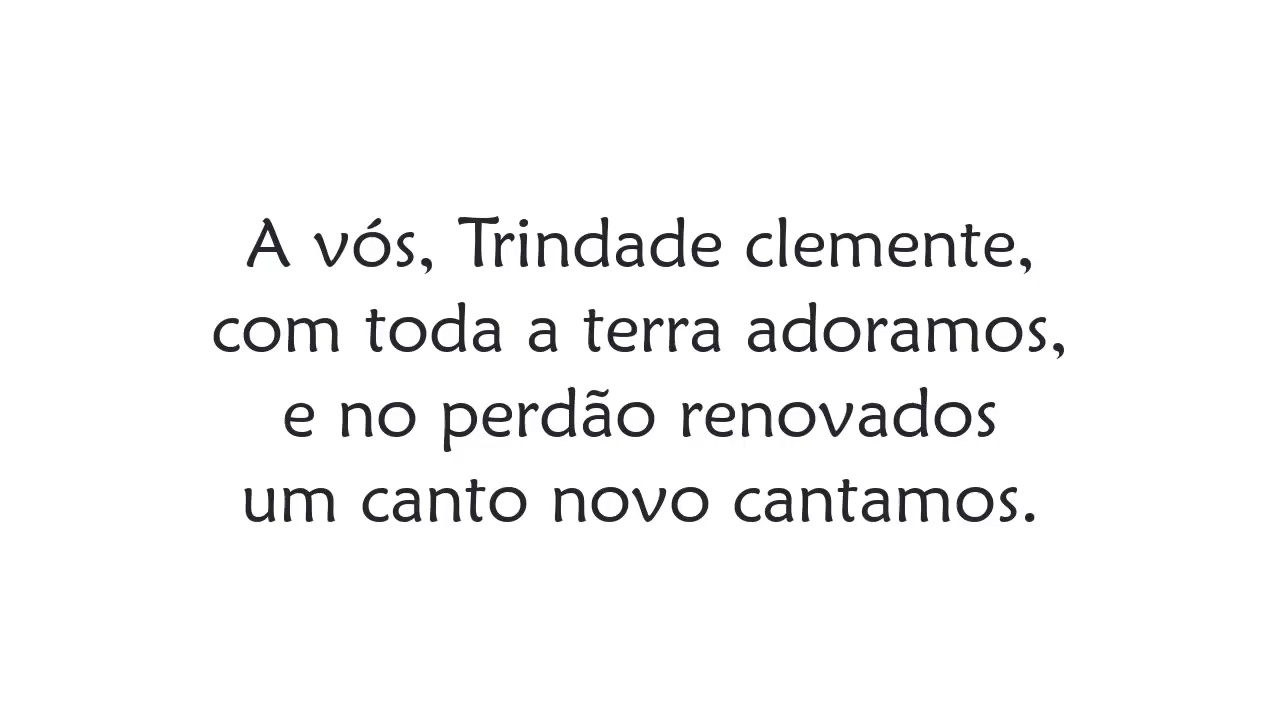 A vós, Trindade clemente,
com toda a terra adoramos,
e no perdão renovados
um canto novo cantamos.